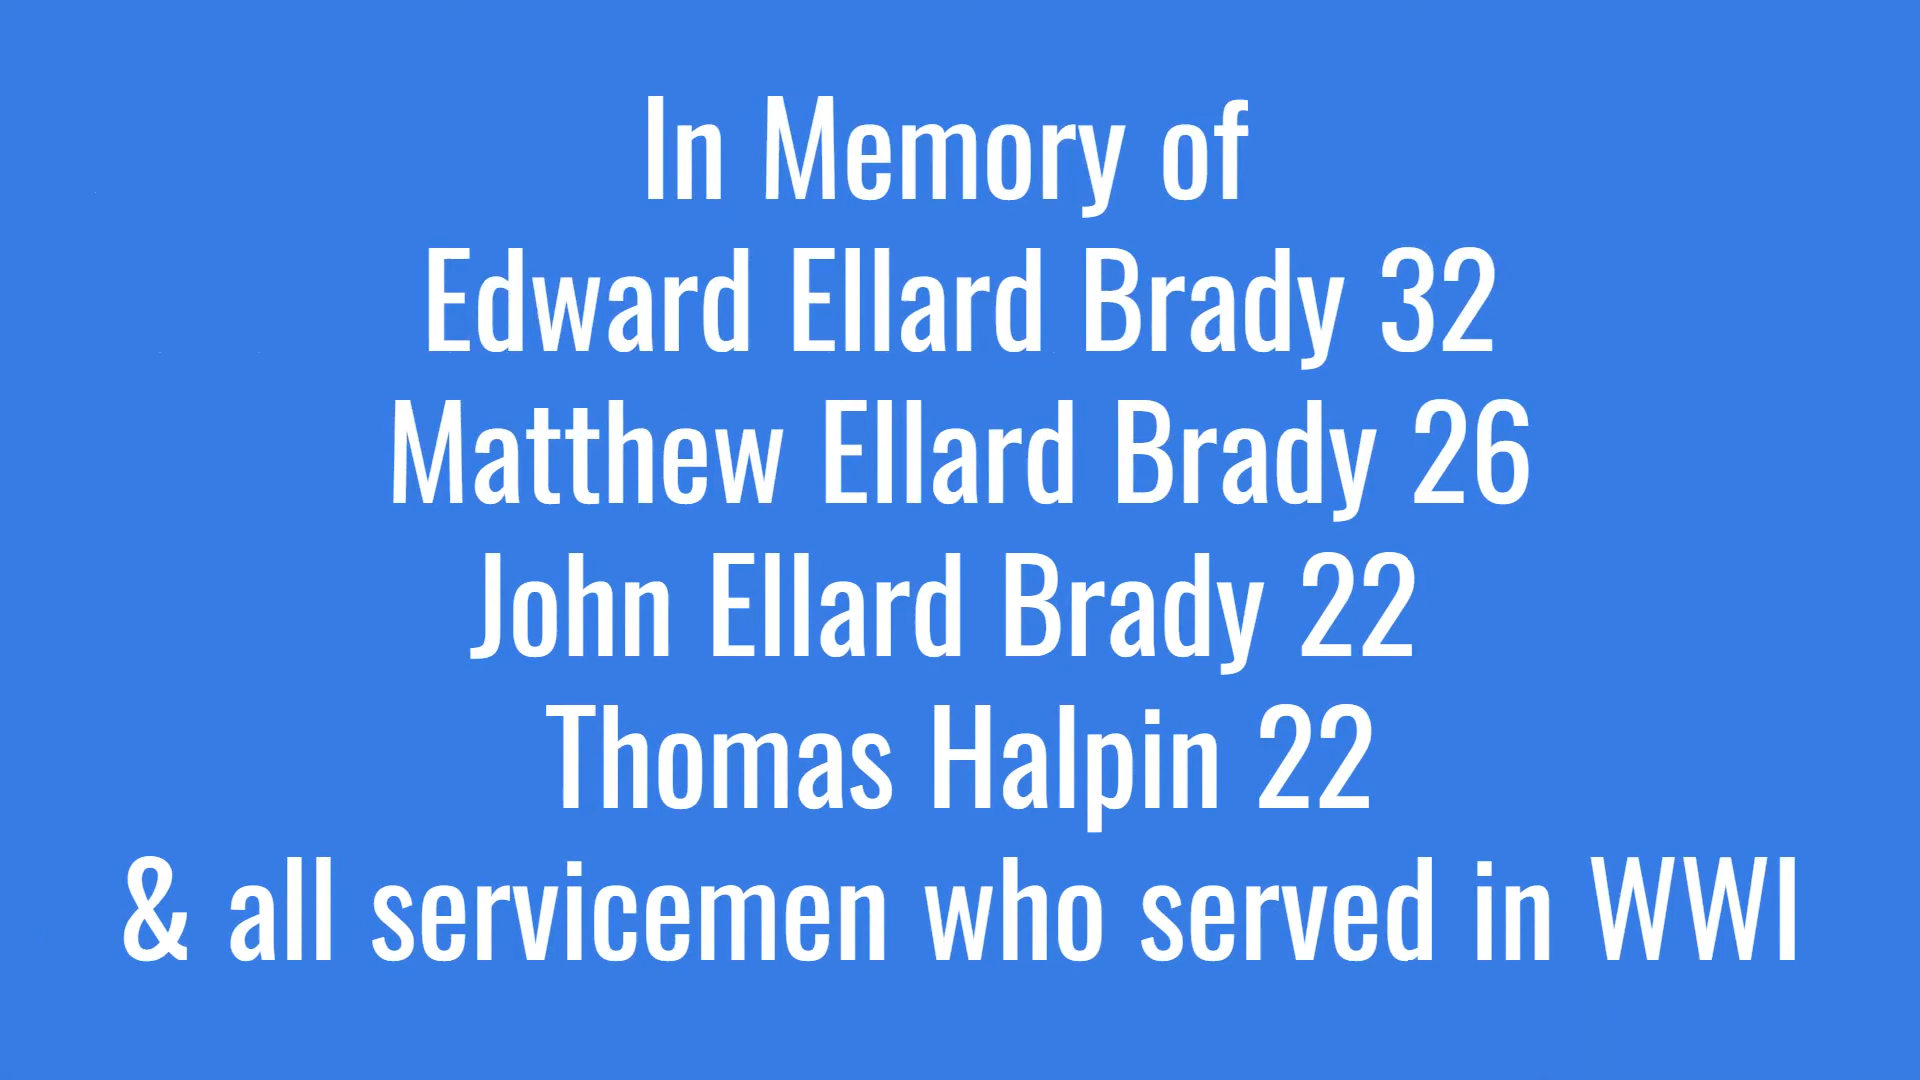 In Memory of
Edward Ellard Brady 32
Matthew Ellard Brady 26
John Ellard Brady 22
Thomas Halpin 22
& all servicemen who served in WWI